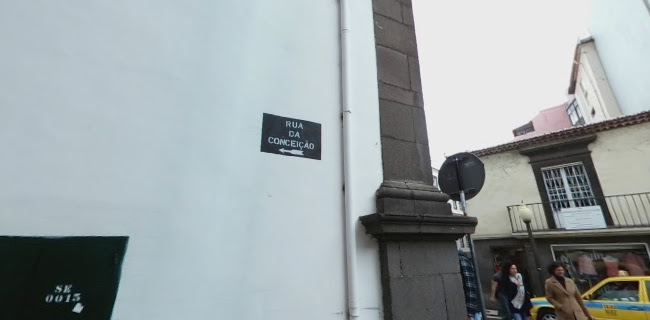 RUA
DA
CONCEIÇÃO
SE
0015